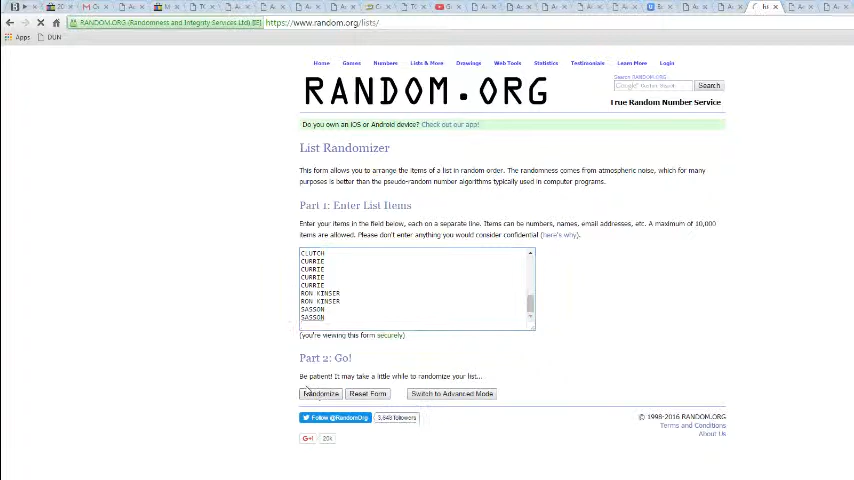 RANDOM.ORG (Randomness and Integrity Services Ltd) [IE] https://www.random.org/lists/
Apps DUN
Home Games Numbers Lists & More Drawings Web Tools Statistics Testimonials Learn More Login
RANDOM.ORG
Search RANDOM.ORG
Google Custom Search Search
True Random Number Service
Do you own an iOS or Android device? Check out our app!
List Randomizer
This form allows you to arrange the items of a list in random order. The randomness comes from atmospheric noise, which for many
purposes is better than the pseudo-random number algorithms typically used in computer programs.
Part 1: Enter List Items
Enter your items in the field below, each on a separate line. Items can be numbers, names, email addresses, etc. A maximum of 10,000
items are allowed. Please don't enter anything you would consider confidential (here's why).
CLUTCH
CURRIE
CURRIE
CURRIE
CURRIE
RON KINSER
RON KINSER
SASSON
SASSON
(you're viewing this form securely)
Part 2: Go!
Be patient! It may take a little while to randomize your list...
Randomize Reset Form Switch to Advanced Mode
Follow @RandomOrg 3,648 followers
© 1998-2016 RANDOM.ORG
Terms and Conditions
About Us
G+1 20k